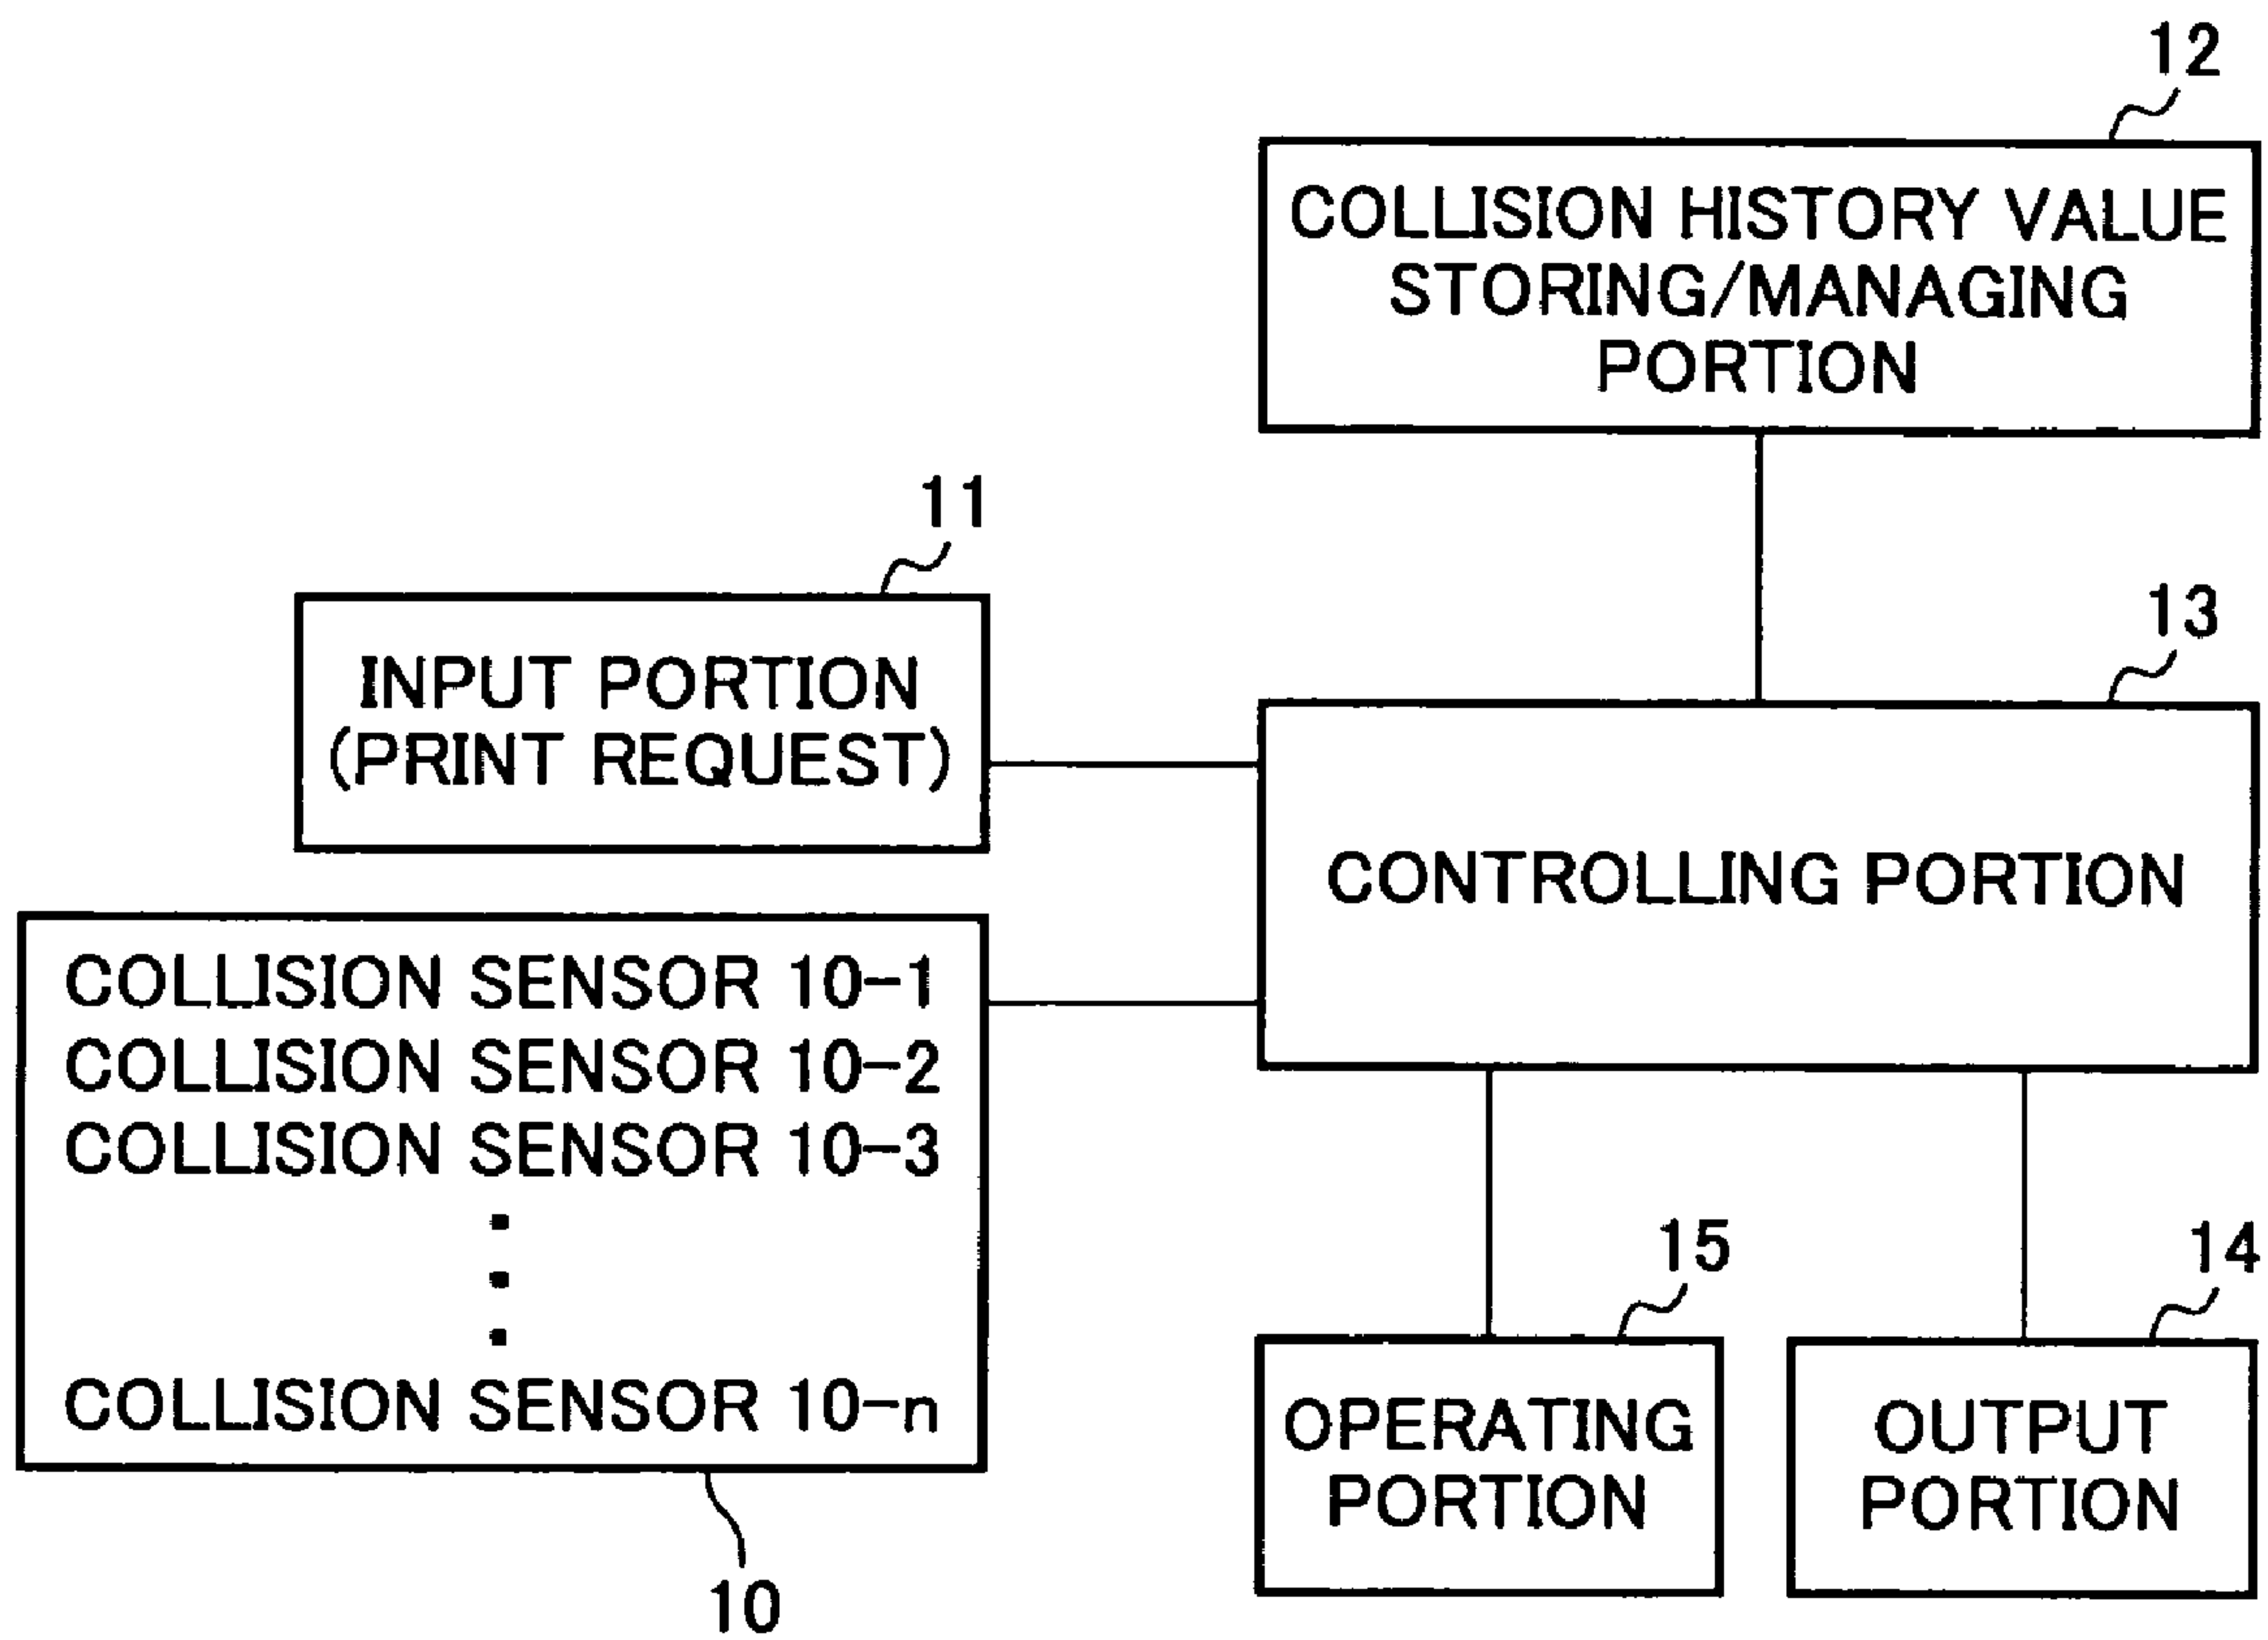 12
COLLISION HISTORY VALUE
STORING/MANAGING
PORTION
11
INPUT PORTION
(PRINT REQUEST)
13
CONTROLLING PORTION
COLLISION SENSOR 10-1
COLLISION SENSOR 10-2
COLLISION SENSOR 10-3
COLLISION SENSOR 10-n
10
15
OPERATING
PORTION
14
OUTPUT
PORTION